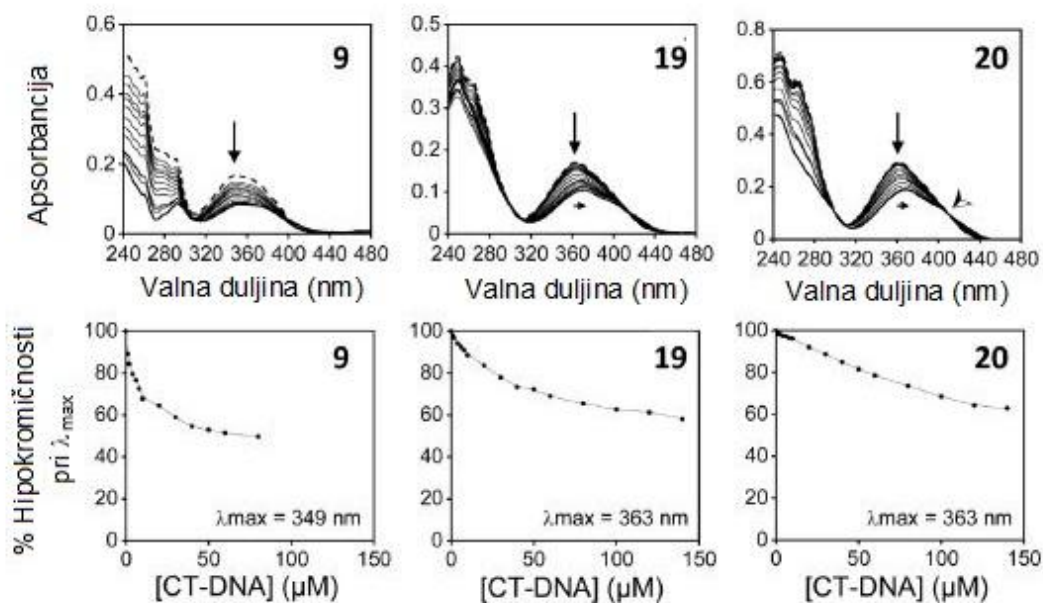 Apsorbancija
0.6
0.4
0.2
0
9
240 280 320 360 400 440 480
Valna duljina (nm)
0.5
0.4
0.3
0.2
0.1
0
19
240 280 320 360 400 440 480
Valna duljina (nm)
0.8
0.6
0.4
0.2
0
20
240 280 320 360 400 440 480
Valna duljina (nm)
% Hipokromičnosti
pri λmax
100
80
60
40
20
0
9
λmax = 349 nm
0 50 100 150
[CT-DNA] (µM)
100
80
60
40
20
0
19
λmax = 363 nm
0 50 100 150
[CT-DNA] (µM)
100
80
60
40
20
0
20
λmax = 363 nm
0 50 100 150
[CT-DNA] (µM)